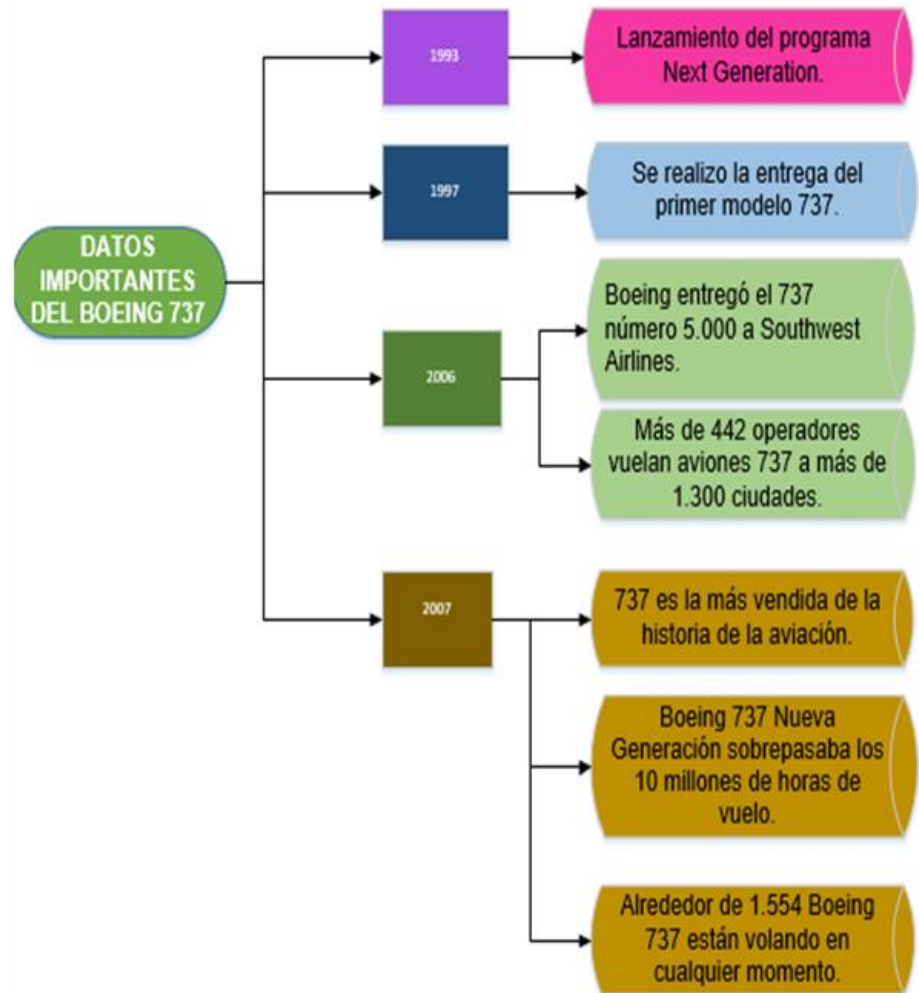 DATOS
IMPORTANTES
DEL BOEING 737
1993
Lanzamiento del programa
Next Generation.
1997
Se realizo la entrega del
primer modelo 737.
2006
Boeing entregó el 737
número 5.000 a Southwest
Airlines.
Más de 442 operadores
vuelan aviones 737 a más de
1.300 ciudades.
2007
737 es la más vendida de la
historia de la aviación.
Boeing 737 Nueva
Generación sobrepasaba los
10 millones de horas de
vuelo.
Alrededor de 1.554 Boeing
737 están volando en
cualquier momento.